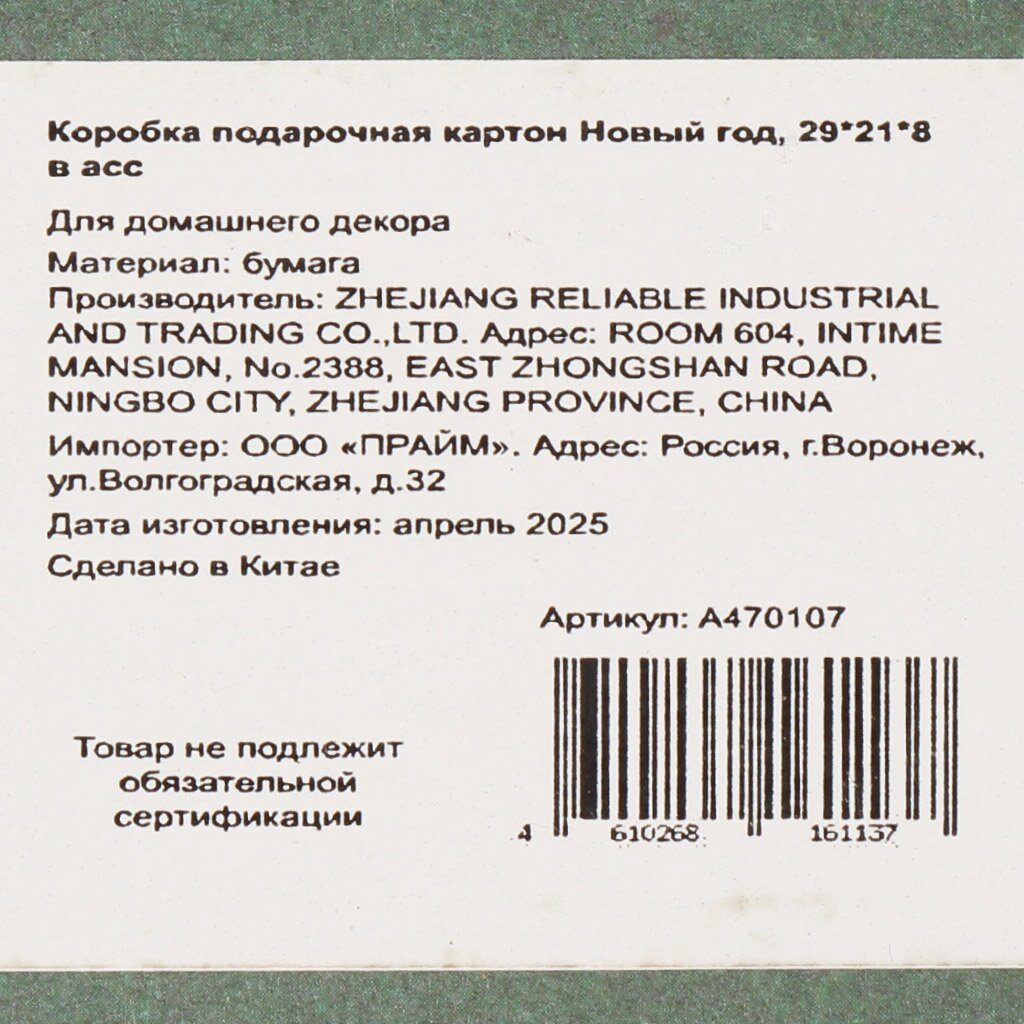 Коробка подарочная картон Новый год, 29*21*8
в асс
Для домашнего декора
Материал: бумага
Производитель: ZHEJIANG RELIABLE INDUSTRIAL
AND TRADING CO.,LTD. Адрес: ROOM 604, INTIME
MANSION, No.2388, EAST ZHONGSHAN ROAD,
NINGBO CITY, ZHEJIANG PROVINCE, CHINA
Импортер: ООО «ПРАЙМ». Адрес: Россия, г.Воронеж,
ул.Волгоградская, д.32
Дата изготовления: апрель 2025
Сделано в Китае
Артикул: А470107
Товар не подлежит
обязательной
сертификации
4 610268 161137